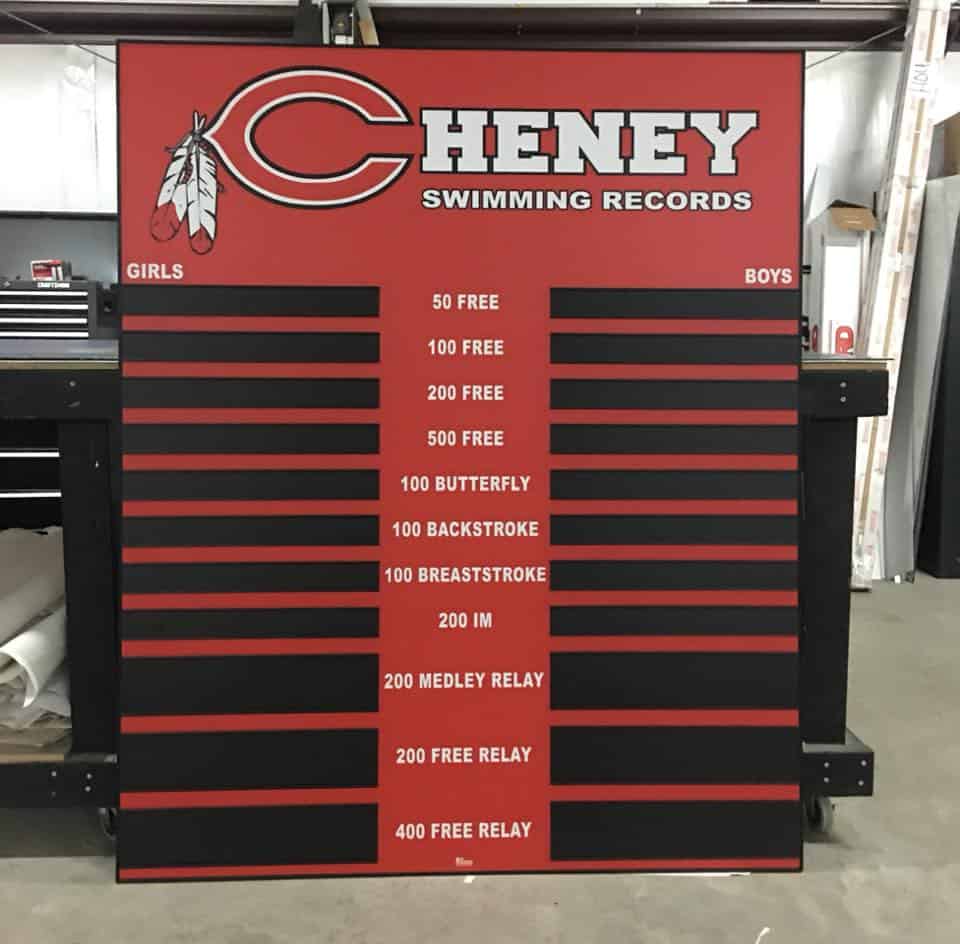 CHENEY
SWIMMING RECORDS
GIRLS
BOYS
50 FREE
100 FREE
200 FREE
500 FREE
100 BUTTERFLY
100 BACKSTROKE
100 BREASTSTROKE
200 IM
200 MEDLEY RELAY
200 FREE RELAY
400 FREE RELAY
CRAFTSMAN